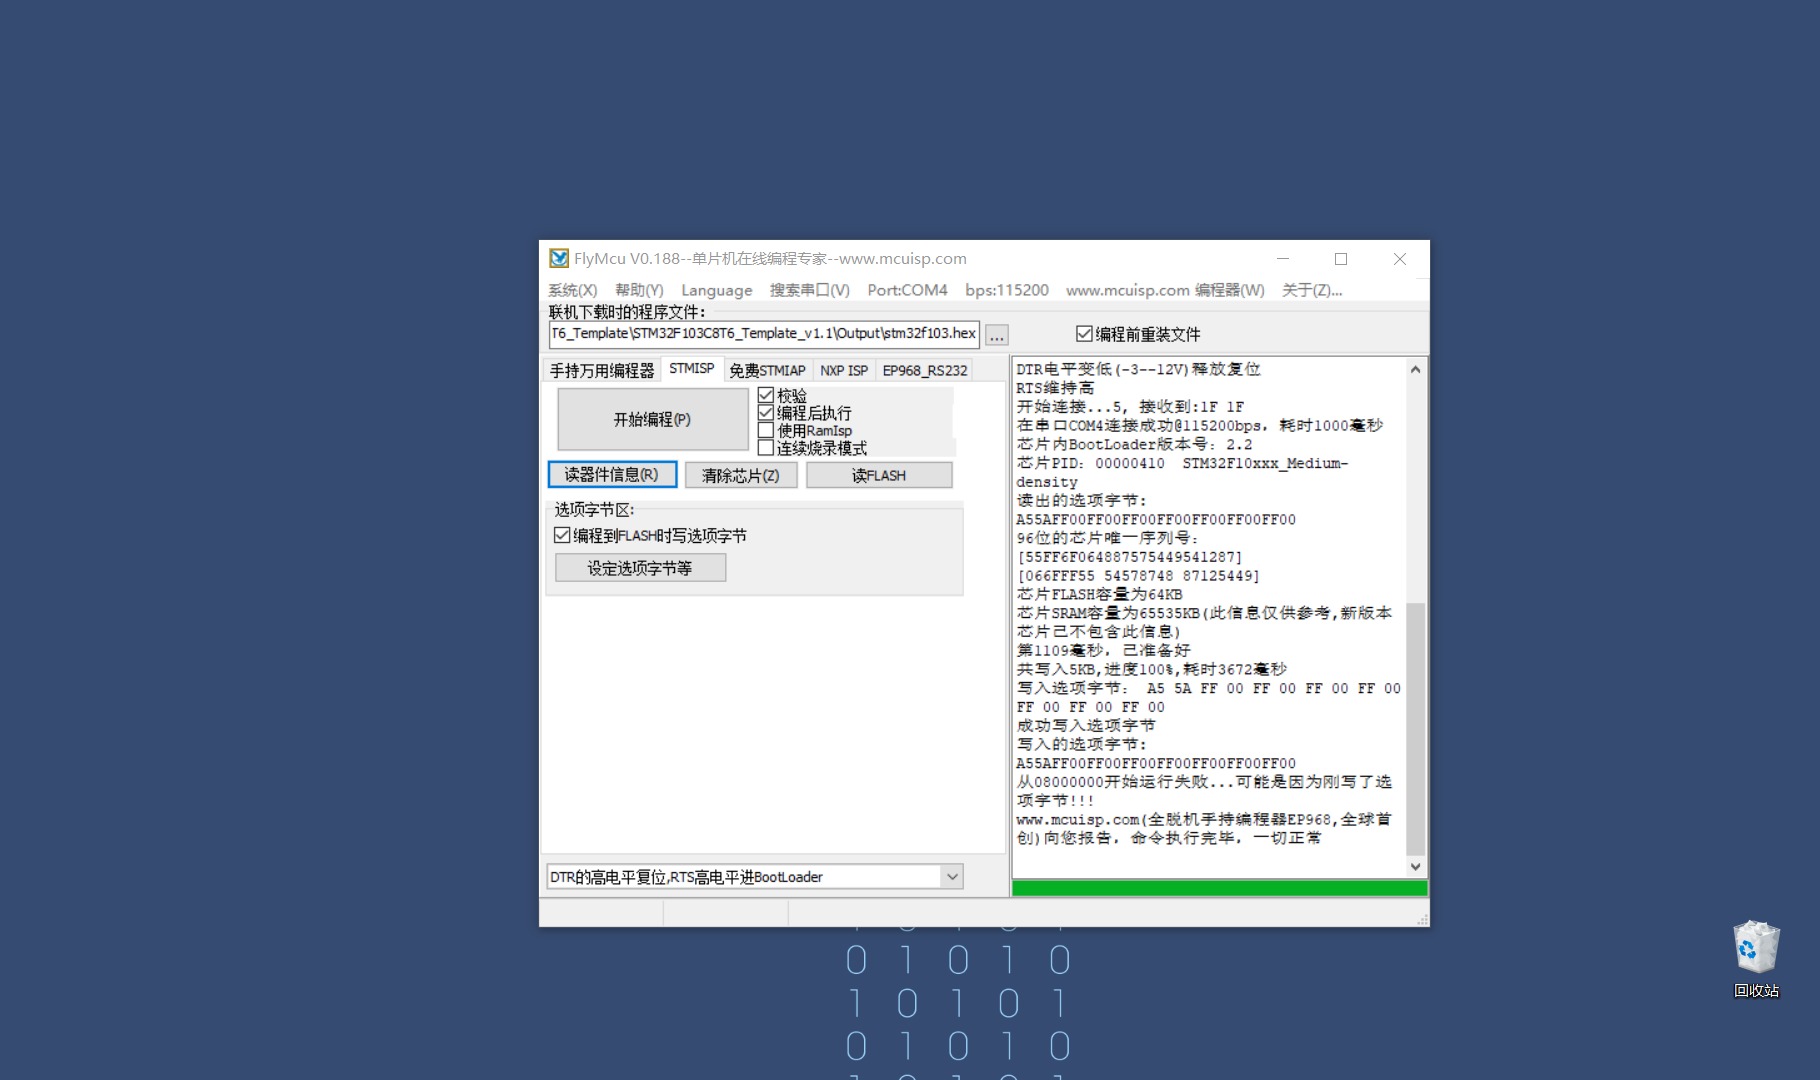 FlyMcu V0.188--单片机在线编程专家--www.mcuisp.com
系统(X) 帮助(Y) Language 搜索串口(V) Port:COM4 bps:115200 www.mcuisp.com 编程器(W) 关于(Z)...
联机下载时的程序文件:
T6_Template\STM32F103C8T6_Template_v1.1\Output\stm32f103.hex ... 编程前重装文件
手持万用编程器 STMISP 免费STMIAP NXP ISP EP968_RS232
开始编程(P)
校验
编程后执行
使用RamIsp
连续烧录模式
读器件信息(R) 清除芯片(Z) 读FLASH
选项字节区:
编程到FLASH时写选项字节
设定选项字节等
DTR的高电平复位,RTS高电平进BootLoader
DTR电平变低(-3--12V)释放复位
RTS维持高
开始连接...5, 接收到:1F 1F
在串口COM4连接成功@115200bps, 耗时1000毫秒
芯片内BootLoader版本号: 2.2
芯片PID: 00000410 STM32F10xxx_Medium-
density
读出的选项字节:
A55AFF00FF00FF00FF00FF00FF00FF00
96位的芯片唯一序列号:
[55FF6F064887575449541287]
[066FFF55 54578748 87125449]
芯片FLASH容量为64KB
芯片SRAM容量为65535KB(此信息仅供参考,新版本
芯片已不包含此信息)
第1109毫秒, 已准备好
共写入5KB,进度100%,耗时3672毫秒
写入选项字节: A5 5A FF 00 FF 00 FF 00 FF 00
FF 00 FF 00 FF 00
成功写入选项字节
写入的选项字节:
A55AFF00FF00FF00FF00FF00FF00FF00
从08000000开始运行失败...可能是因为刚写了选
项字节!!!
www.mcuisp.com(全脱机手持编程器EP968,全球首
创)向您报告, 命令执行完毕, 一切正常
0 1 0 1 0
1 0 1 0 1
0 1 0 1 0
回收站